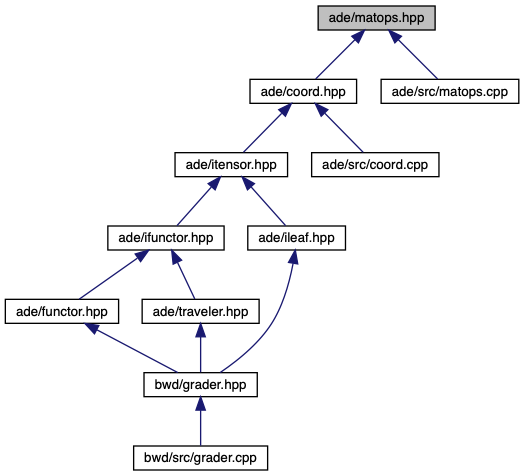 ade/matops.hpp
ade/coord.hpp
ade/src/matops.cpp
ade/itensor.hpp
ade/src/coord.cpp
ade/ifunctor.hpp
ade/ileaf.hpp
ade/functor.hpp
ade/traveler.hpp
bwd/grader.hpp
bwd/src/grader.cpp